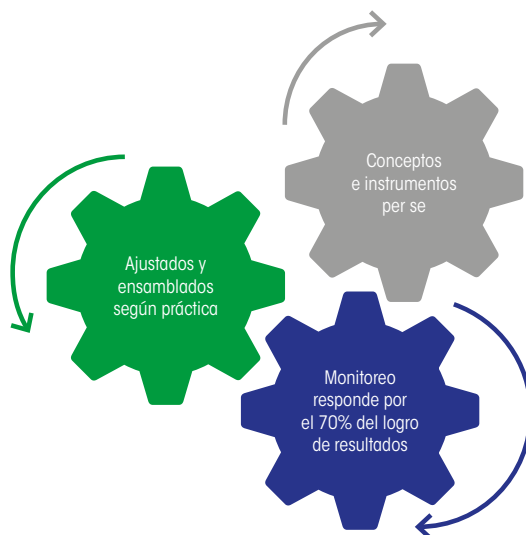 Conceptos
e instrumentos
per se
Ajustados y
ensamblados
según práctica
Monitoreo
responde por
el 70% del logro
de resultados